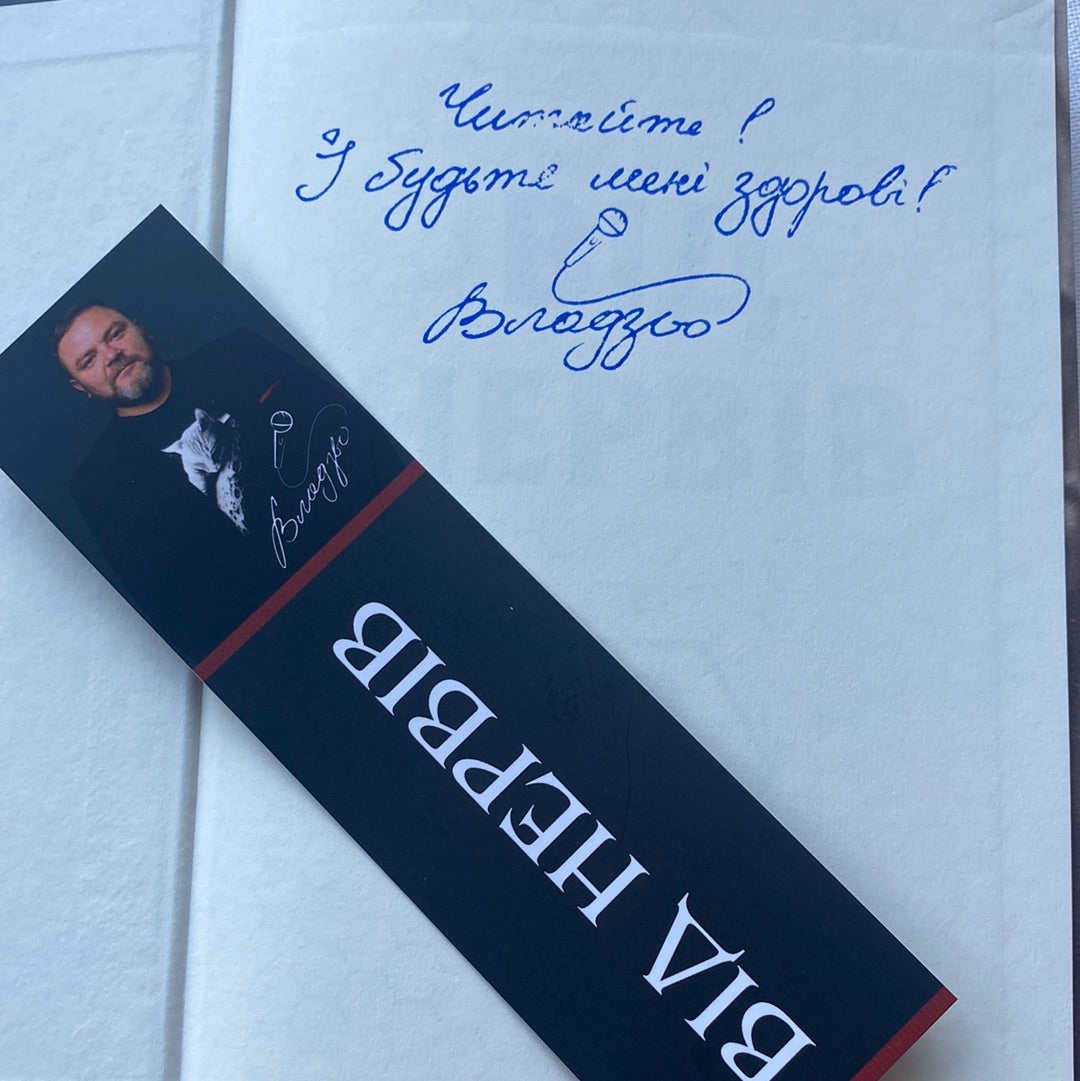 Читайте!
І будьте мені здорові!
Владзьо
Владзьо
ВІД НЕРВІВ